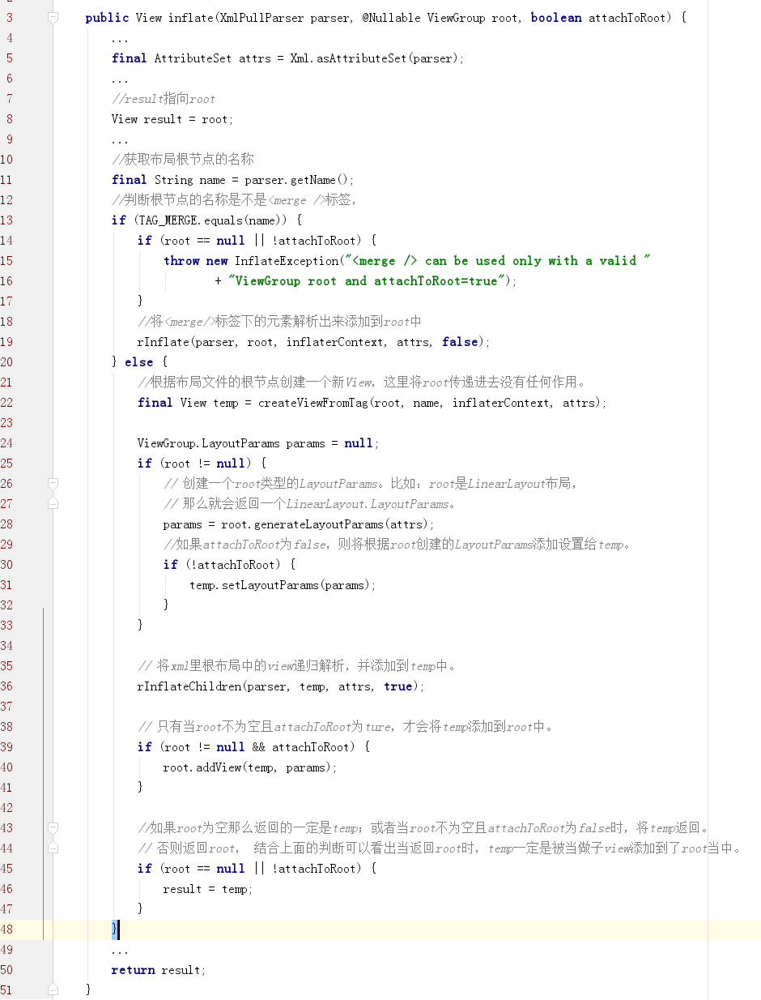 3 public View inflate(XmlPullParser parser, @Nullable ViewGroup root, boolean attachToRoot) {
4 ...
5 final AttributeSet attrs = Xml.asAttributeSet(parser);
6 ...
7 //result指向root
8 View result = root;
9 ...
10 //获取布局根节点的名称
11 final String name = parser.getName();
12 //判断根节点的名称是不是<merge />标签，
13 if (TAG_MERGE.equals(name)) {
14 if (root == null || !attachToRoot) {
15 throw new InflateException("<merge /> can be used only with a valid "
16 + "ViewGroup root and attachToRoot=true");
17 }
18 //将<merge/>标签下的元素解析出来添加到root中
19 rInflate(parser, root, inflaterContext, attrs, false);
20 } else {
21 //根据布局文件的根节点创建一个新View，这里将root传递进去没有任何作用。
22 final View temp = createViewFromTag(root, name, inflaterContext, attrs);
23
24 ViewGroup.LayoutParams params = null;
25 if (root != null) {
26 // 创建一个root类型的LayoutParams。比如：root是LinearLayout布局，
27 // 那么就会返回一个LinearLayout.LayoutParams。
28 params = root.generateLayoutParams(attrs);
29 //如果attachToRoot为false，则将根据root创建的LayoutParams添加设置给temp。
30 if (!attachToRoot) {
31 temp.setLayoutParams(params);
32 }
33 }
34
35 // 将xml里根布局中的view递归解析，并添加到temp中。
36 rInflateChildren(parser, temp, attrs, true);
37
38 // 只有当root不为空且attachToRoot为ture，才会将temp添加到root中。
39 if (root != null && attachToRoot) {
40 root.addView(temp, params);
41 }
42
43 //如果root为空那么返回的一定是temp；或者当root不为空且attachToRoot为false时，将temp返回。
44 // 否则返回root， 结合上面的判断可以看出当返回root时，temp一定是被当做子view添加到了root当中。
45 if (root == null || !attachToRoot) {
46 result = temp;
47 }
48 }
49 ...
50 return result;
51 }